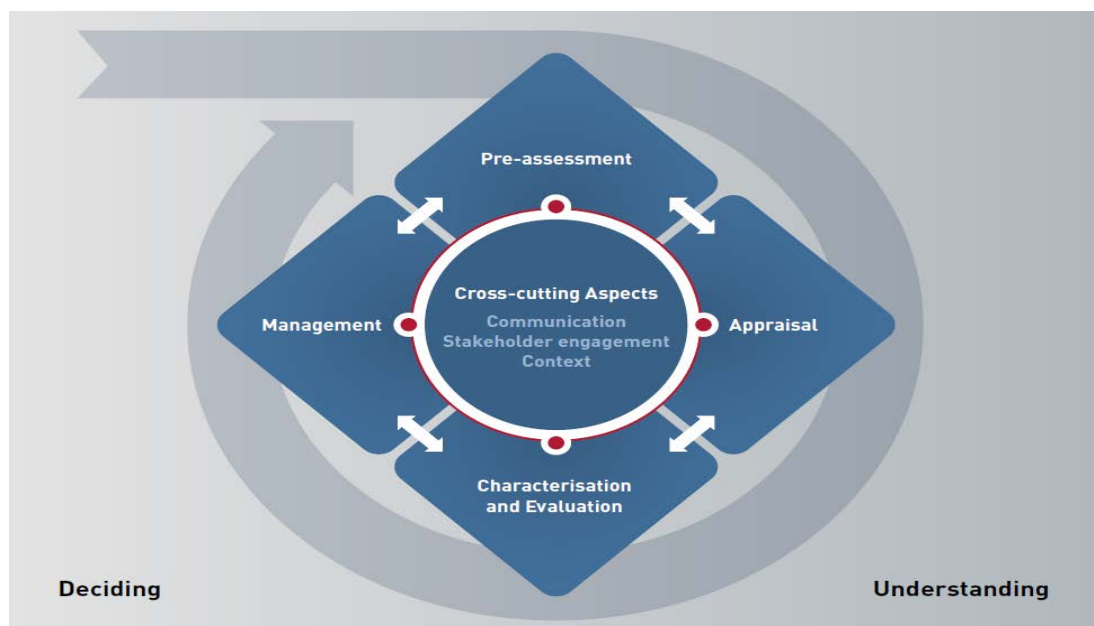 Pre-assessment
Cross-cutting Aspects
Communication
Management
Stakeholder engagement
Appraisal
Context
Characterisation
and Evaluation
Deciding
Understanding